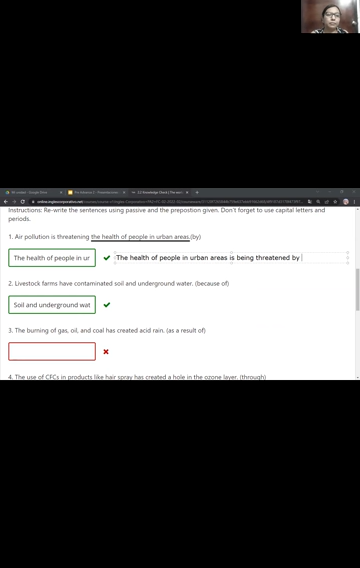 Instructions: Re-write the sentences using passive and the prepostion given. Don't forget to use capital letters and
periods.
1. Air pollution is threatening the health of people in urban areas.(by)
The health of people in ur
The health of people in urban areas is being threatened by
2. Livestock farms have contaminated soil and underground water. (because of)
Soil and underground wat
3. The burning of gas, oil, and coal has created acid rain. (as a result of)
4. The use of CFCs in products like hair spray has created a hole in the ozone layer. (through)